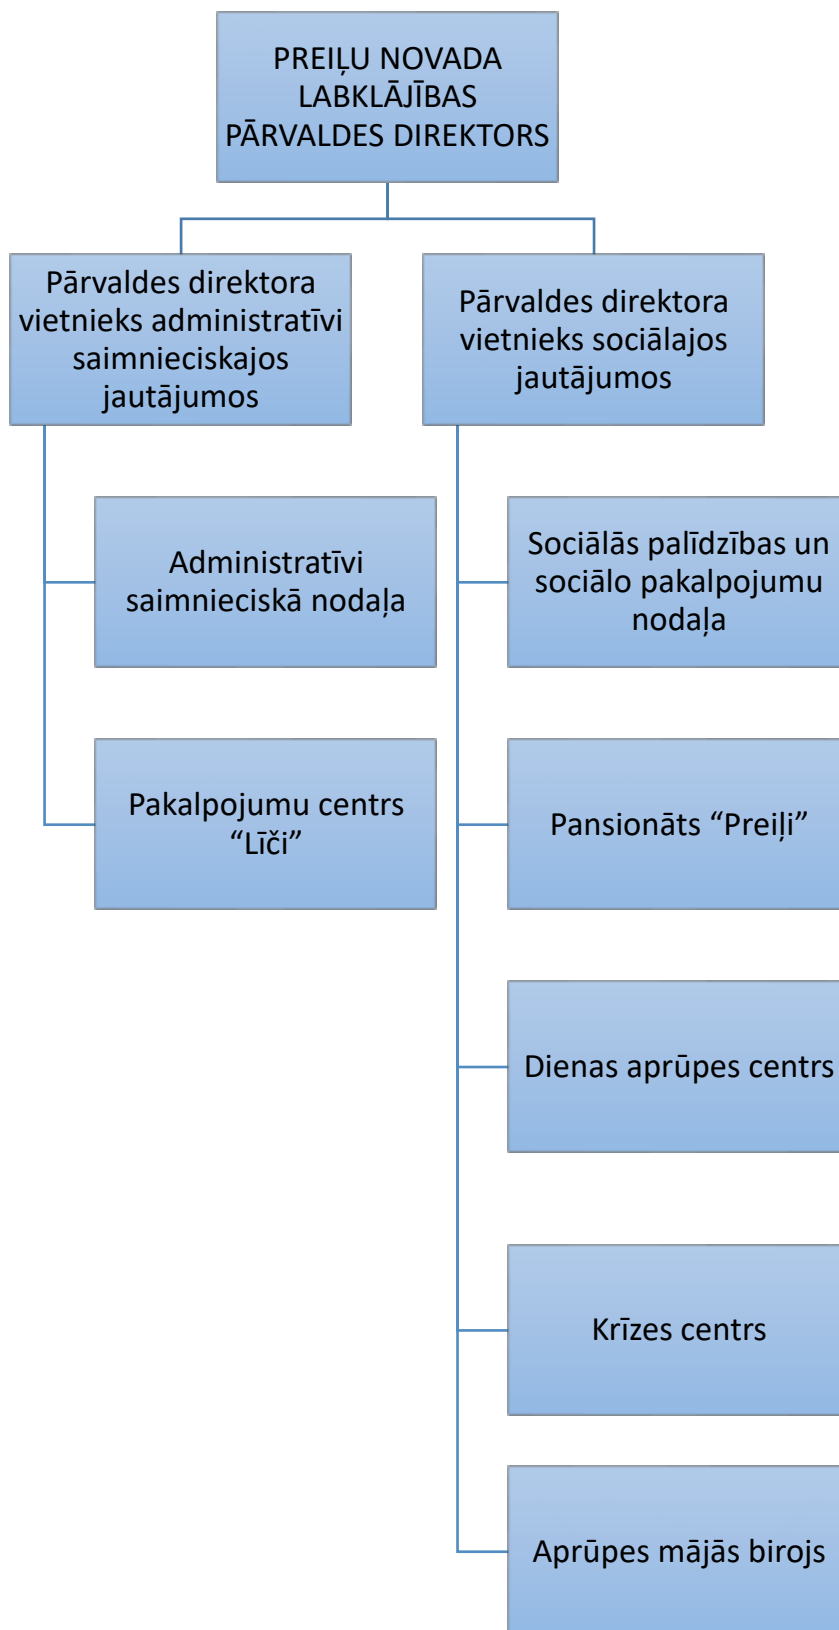 PREIĻU NOVADA
LABKLĀJĪBAS
PĀRVALDES DIREKTORS
Pārvaldes direktora
vietnieks administratīvi
saimnieciskajos
jautājumos
Administratīvi
saimnieciskā nodaļa
Pakalpojumu centrs
“Līči”
Pārvaldes direktora
vietnieks sociālajos
jautājumos
Sociālās palīdzības un
sociālo pakalpojumu
nodaļa
Pansionāts “Preiļi”
Dienas aprūpes centrs
Krīzes centrs
Aprūpes mājās birojs